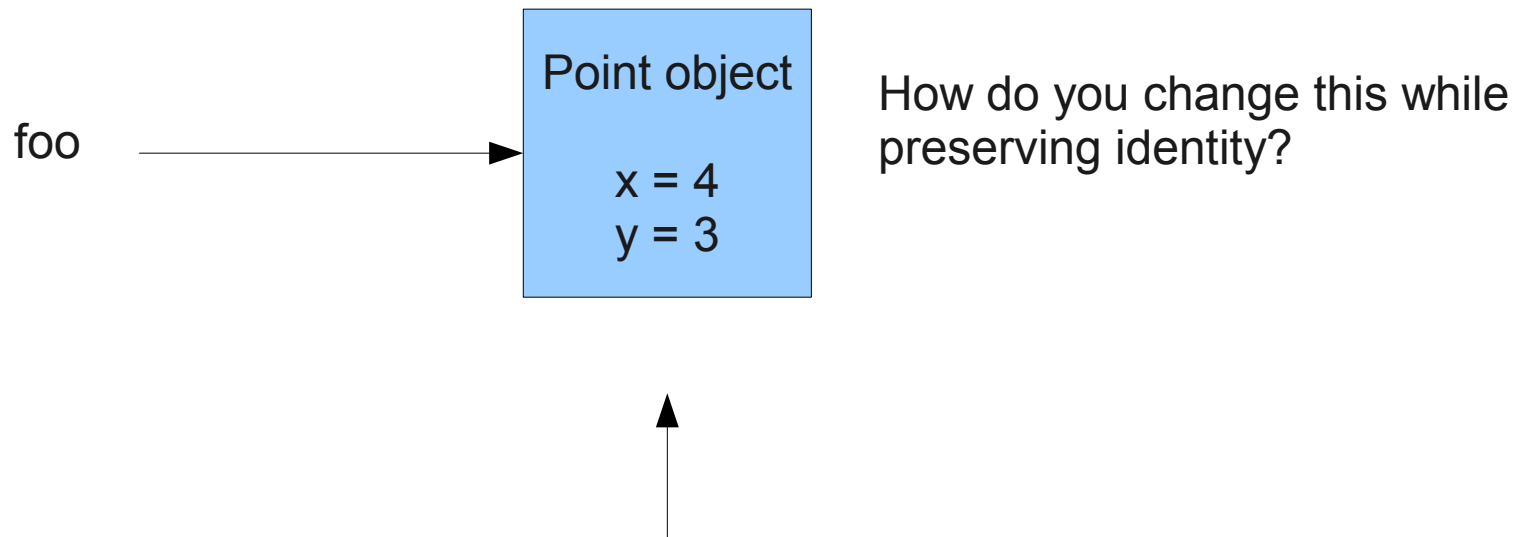 foo
Point object
x = 4
y = 3
How do you change this while
preserving identity?